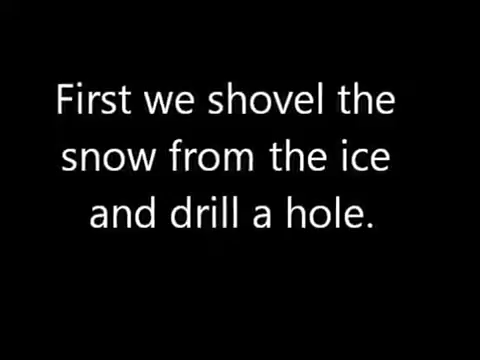 First we shovel the
snow from the ice
and drill a hole.